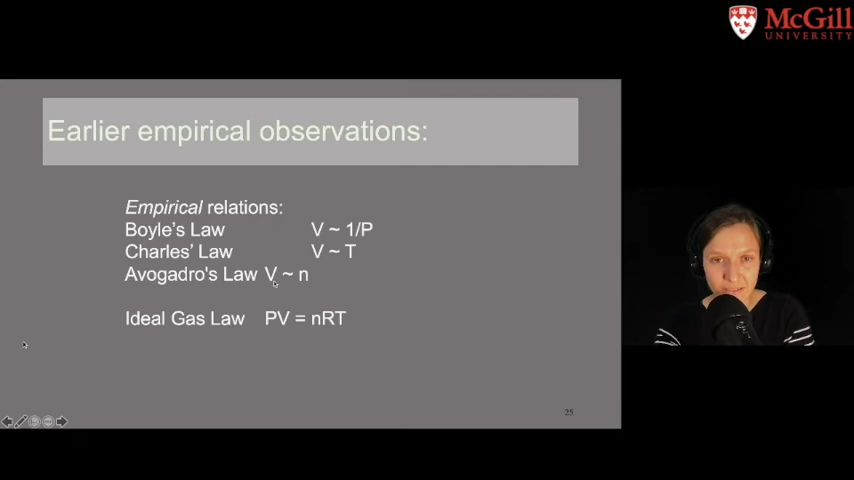 McGill
UNIVERSITY
Earlier empirical observations:
Empirical relations:
Boyle's Law V ~ 1/P
Charles' Law V ~ T
Avogadro's Law V ~ n
Ideal Gas Law PV = nRT
25